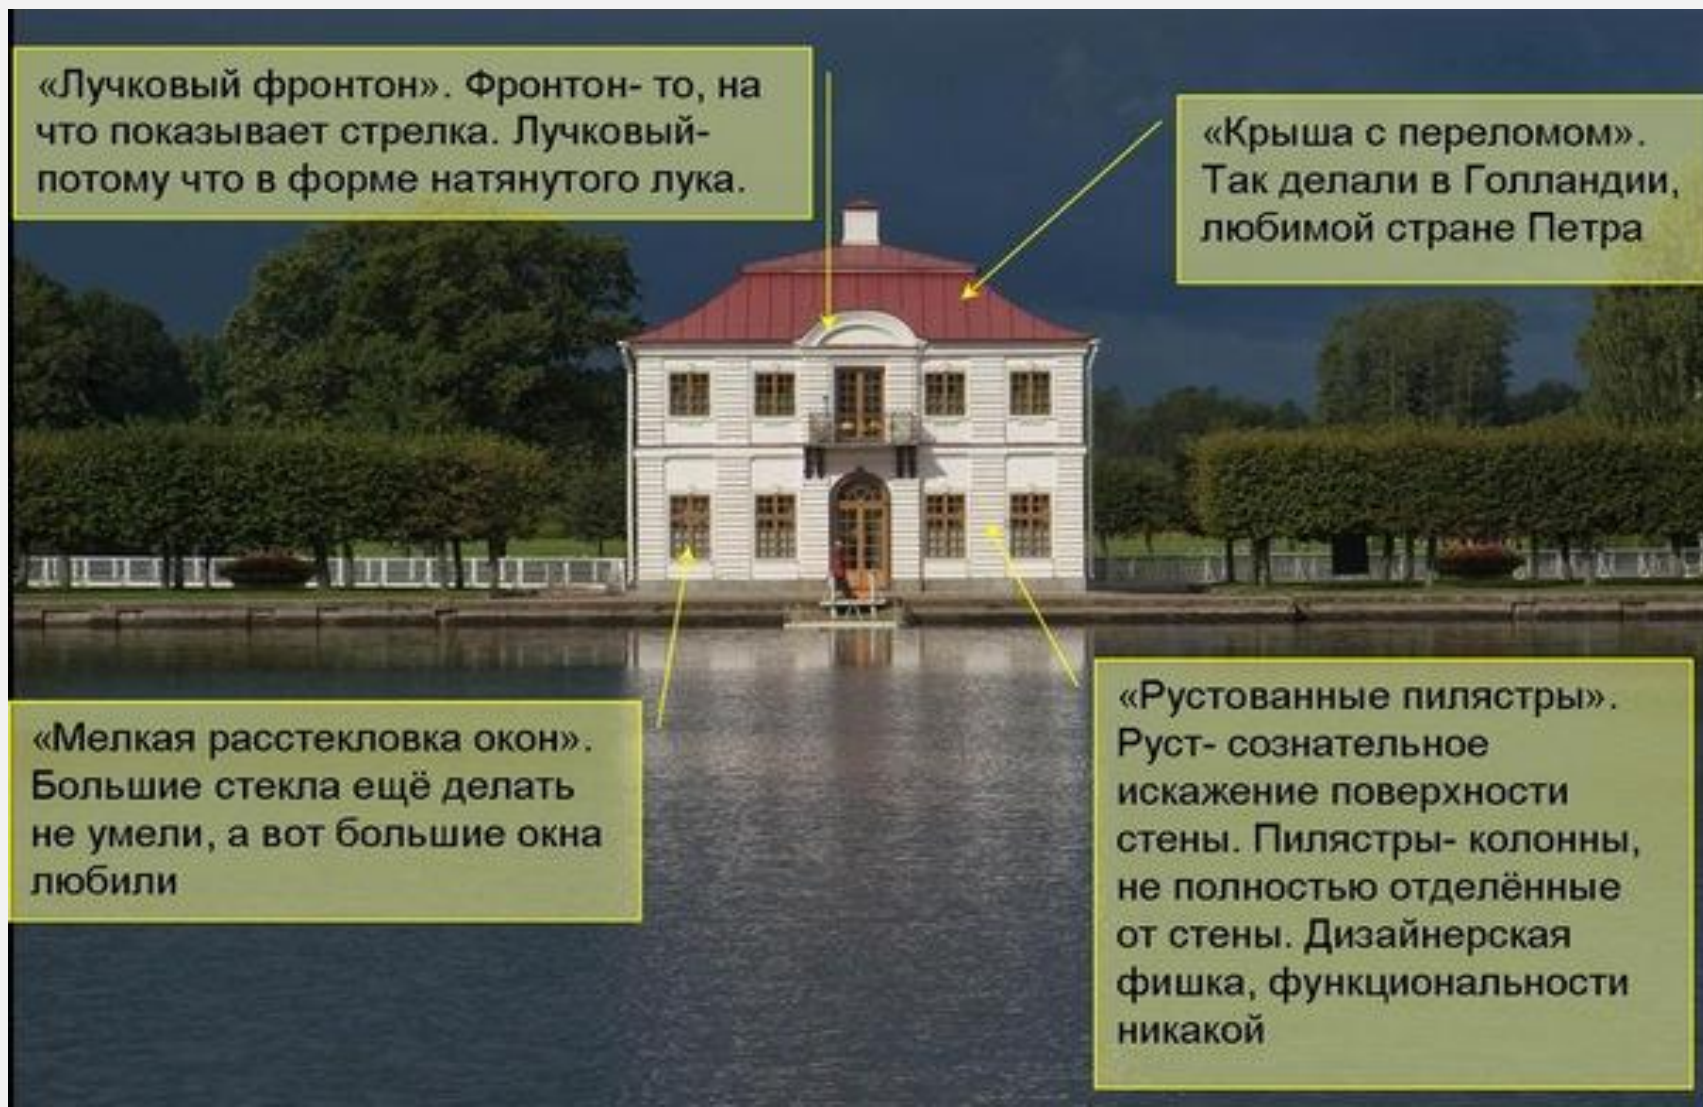 «Лучковый фронтон». Фронтон- то, на
что показывает стрелка. Лучковый-
потому что в форме натянутого лука.
«Крыша с переломом».
Так делали в Голландии,
любимой стране Петра
«Мелкая расстекловка окон».
Большие стекла ещё делать
не умели, а вот большие окна
любили
«Рустованные пилястры».
Руст- сознательное
искажение поверхности
стены. Пилястры- колонны,
не полностью отделённые
от стены. Дизайнерская
фишка, функциональности
никакой